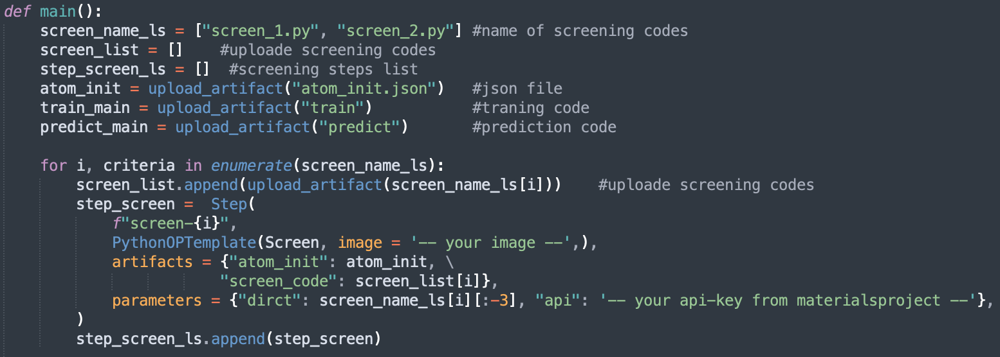 def main():
    screen_name_ls = ["screen_1.py", "screen_2.py"] #name of screening codes
    screen_list = []    #uploade screening codes
    step_screen_ls = []  #screening steps list
    atom_init = upload_artifact("atom_init.json")   #json file
    train_main = upload_artifact("train")           #traning code
    predict_main = upload_artifact("predict")       #prediction code

    for i, criteria in enumerate(screen_name_ls):
        screen_list.append(upload_artifact(screen_name_ls[i]))    #uploade screening codes
        step_screen =  Step(
            f"screen-{i}",
            PythonOPTemplate(Screen, image = '-- your image --',),
            artifacts = {"atom_init": atom_init, \
                        "screen_code": screen_list[i]},
            parameters = {"dirct": screen_name_ls[i][:-3], "api": '-- your api-key from materialsproject --'},
        )
        step_screen_ls.append(step_screen)